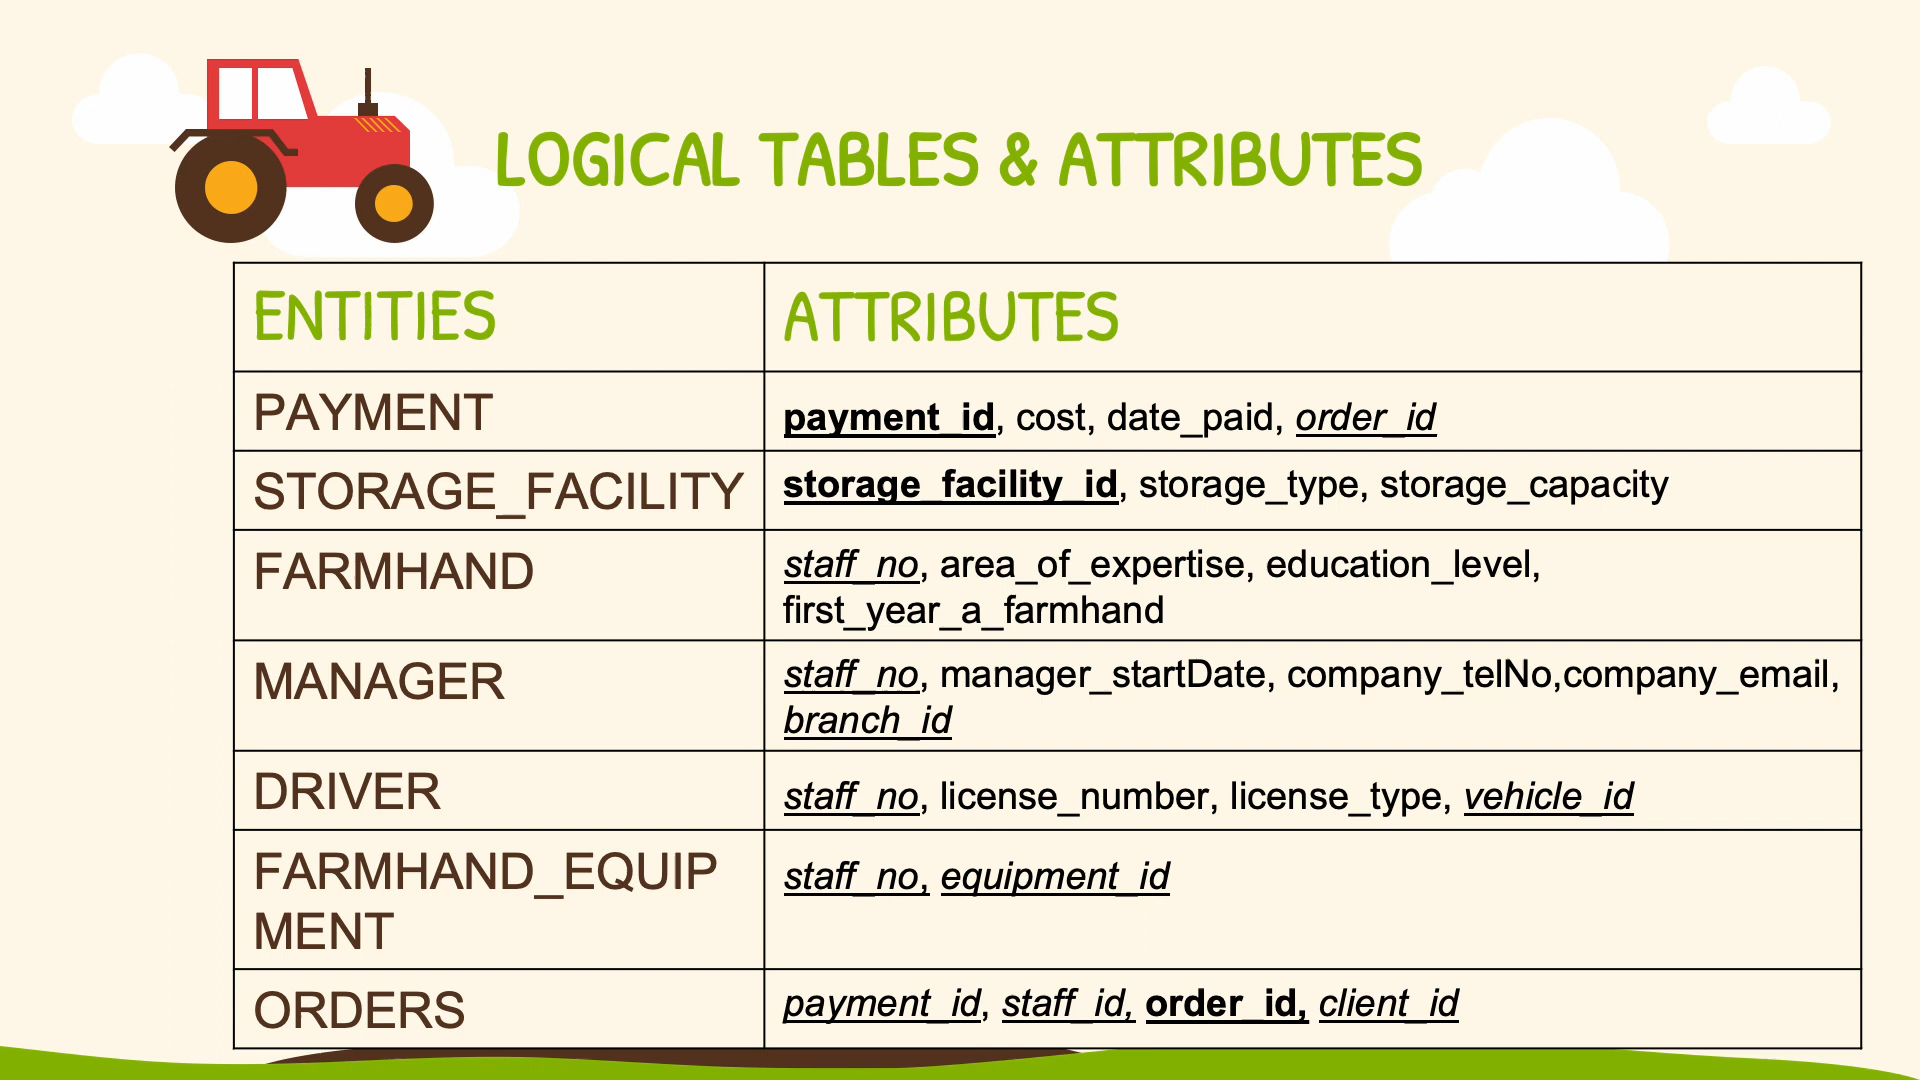 LOGICAL TABLES & ATTRIBUTES
ENTITIES
ATTRIBUTES
PAYMENT
payment_id, cost, date_paid, order_id
STORAGE_FACILITY
storage_facility_id, storage_type, storage_capacity
FARMHAND
staff_no, area_of_expertise, education_level,
first_year_a_farmhand
MANAGER
staff_no, manager_startDate, company_telNo,company_email,
branch_id
DRIVER
staff_no, license_number, license_type, vehicle_id
FARMHAND_EQUIP
MENT
staff_no, equipment_id
ORDERS
payment_id, staff_id, order_id, client_id